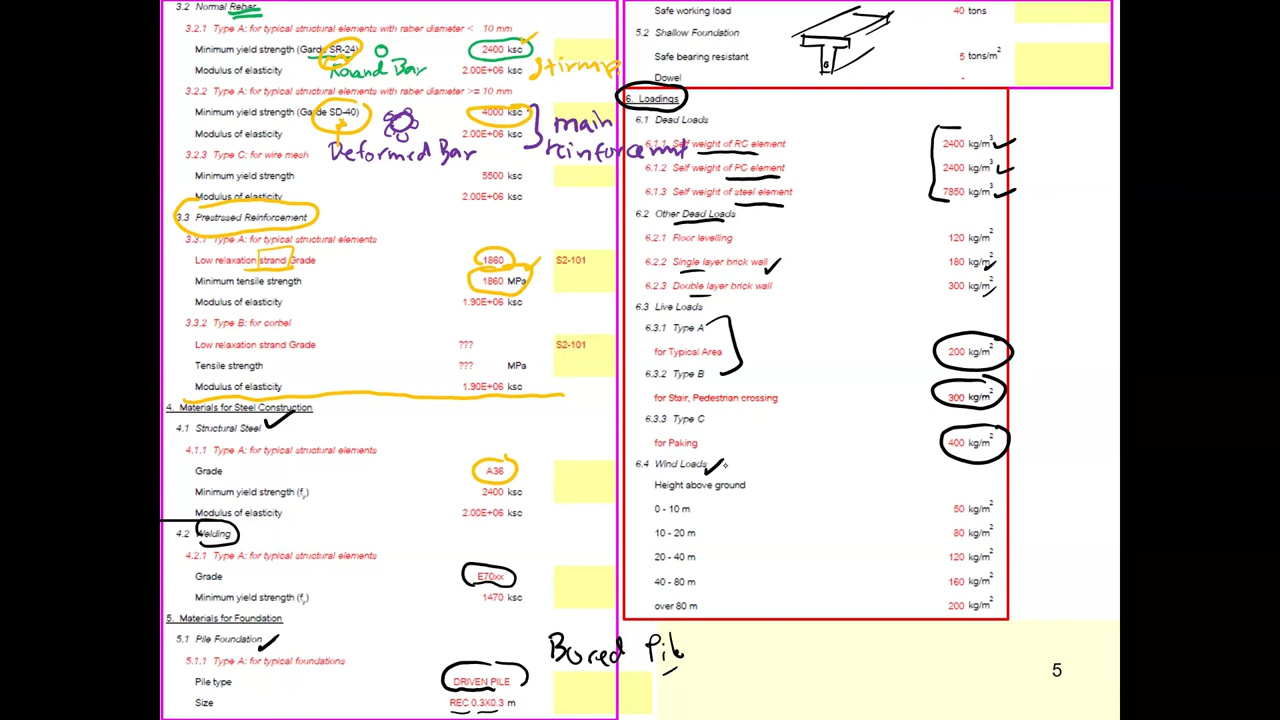 3.2 Normal Rebar
3.2.1 Type A: for typical structural elements with raber diameter < 10 mm
Minimum yield strength (Garde SR-24) 2400 ksc
Round Bar
Stirrups
Modulus of elasticity 2.00E+06 ksc
3.2.2 Type A: for typical structural elements with raber diameter >= 10 mm
Minimum yield strength (Garde SD-40) 4000 ksc
main
reinforcement
Modulus of elasticity 2.00E+06 ksc
Deformed Bar
3.2.3 Type C: for wire mesh
Minimum yield strength 5500 ksc
Modulus of elasticity 2.00E+06 ksc
3.3 Prestrssed Reinforcement
3.3.1 Type A: for typical structural elements
Low relaxation strand Grade 1860 S2-101
Minimum tensile strength 1860 MPa
Modulus of elasticity 1.90E+06 ksc
3.3.2 Type B: for corbel
Low relaxation strand Grade ??? S2-101
Tensile strength ??? MPa
Modulus of elasticity 1.90E+06 ksc
4. Materials for Steel Construction
4.1 Structural Steel
4.1.1 Type A: for typical structural elements
Grade A36
Minimum yield strength (fy) 2400 ksc
Modulus of elasticity 2.00E+06 ksc
4.2 Welding
4.2.1 Type A: for typical structural elements
Grade E70xx
Minimum yield strength (fy) 1470 ksc
5. Materials for Foundation
5.1 Pile Foundation
5.1.1 Type A: for typical foundations
Pile type DRIVEN PILE
Bored Pile
Size REC 0.3X0.3 m
Safe working load 40 tons
5.2 Shallow Foundation
Safe bearing resistant 5 tons/m2
Dowel -
6. Loadings
6.1 Dead Loads
6.1.1 Self weight of RC element 2400 kg/m3
6.1.2 Self weight of PC element 2400 kg/m3
6.1.3 Self weight of steel element 7850 kg/m3
6.2 Other Dead Loads
6.2.1 Floor levelling 120 kg/m2
6.2.2 Single layer brick wall 180 kg/m2
6.2.3 Double layer brick wall 300 kg/m2
6.3 Live Loads
6.3.1 Type A
for Typical Area 200 kg/m2
6.3.2 Type B
for Stair, Pedestrian crossing 300 kg/m2
6.3.3 Type C
for Paking 400 kg/m2
6.4 Wind Loads
Height above ground
0 - 10 m 50 kg/m2
10 - 20 m 80 kg/m2
20 - 40 m 120 kg/m2
40 - 80 m 160 kg/m2
over 80 m 200 kg/m2
5